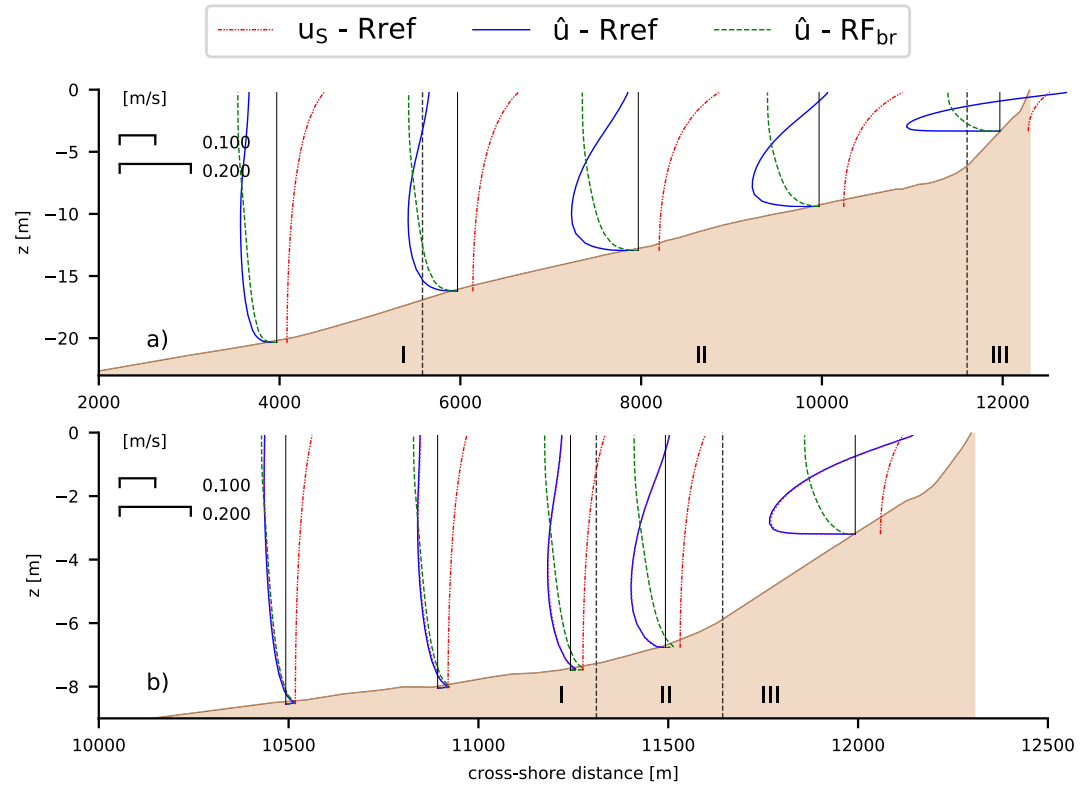 u_S - Rref û - Rref û - RF_br
[m/s]
0.100
0.200
0
−5
−10
−15
−20
z [m]
a)
I II III
2000 4000 6000 8000 10000 12000
[m/s]
0.100
0.200
0
−2
−4
−6
−8
z [m]
b)
I II III
10000 10500 11000 11500 12000 12500
cross-shore distance [m]